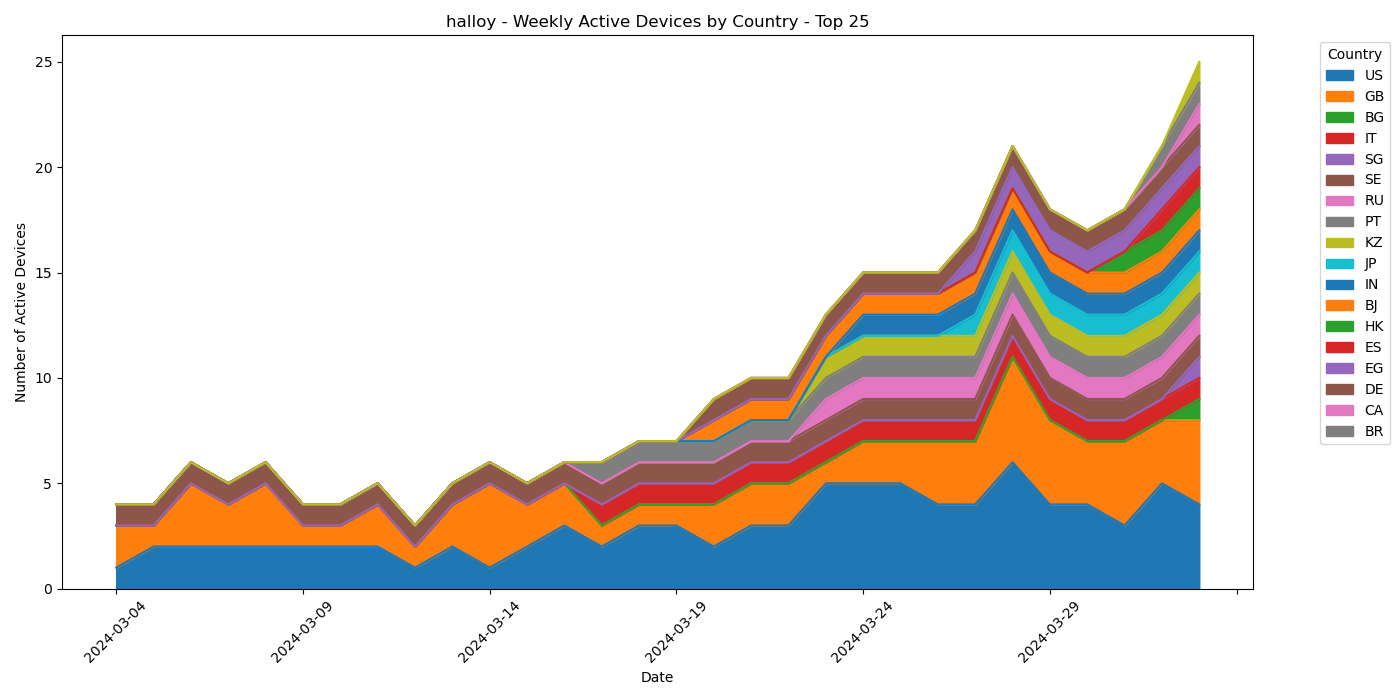 halloy - Weekly Active Devices by Country - Top 25
Number of Active Devices
25
20
15
10
5
0
2024-03-04
2024-03-09
2024-03-14
2024-03-19
2024-03-24
2024-03-29
Date
Country
US
GB
BG
IT
SG
SE
RU
PT
KZ
JP
IN
BJ
HK
ES
EG
DE
CA
BR